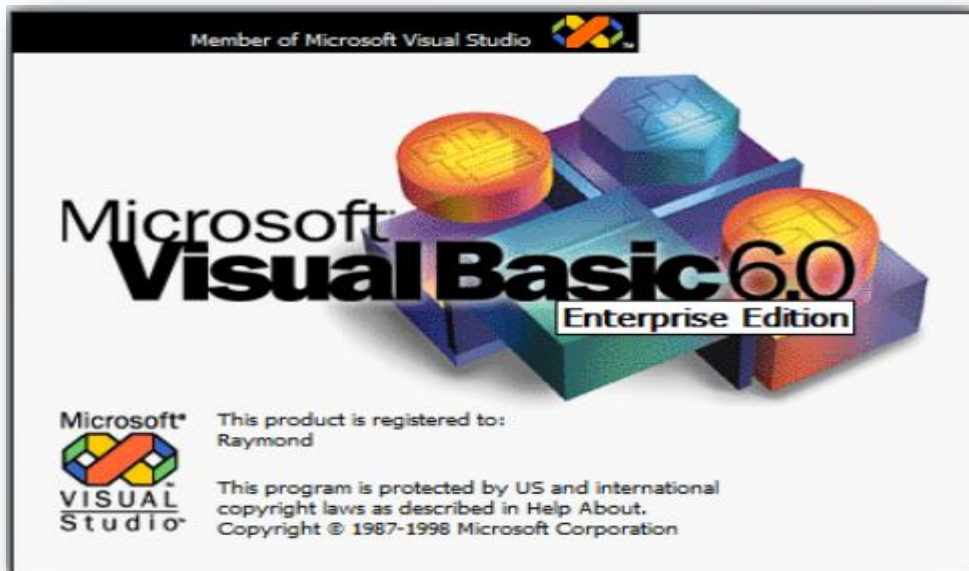 Member of Microsoft Visual Studio
Microsoft
Visual Basic 6.0
Enterprise Edition
Microsoft®
VISUAL
Studio™
This product is registered to:
Raymond
This program is protected by US and international
copyright laws as described in Help About.
Copyright © 1987-1998 Microsoft Corporation